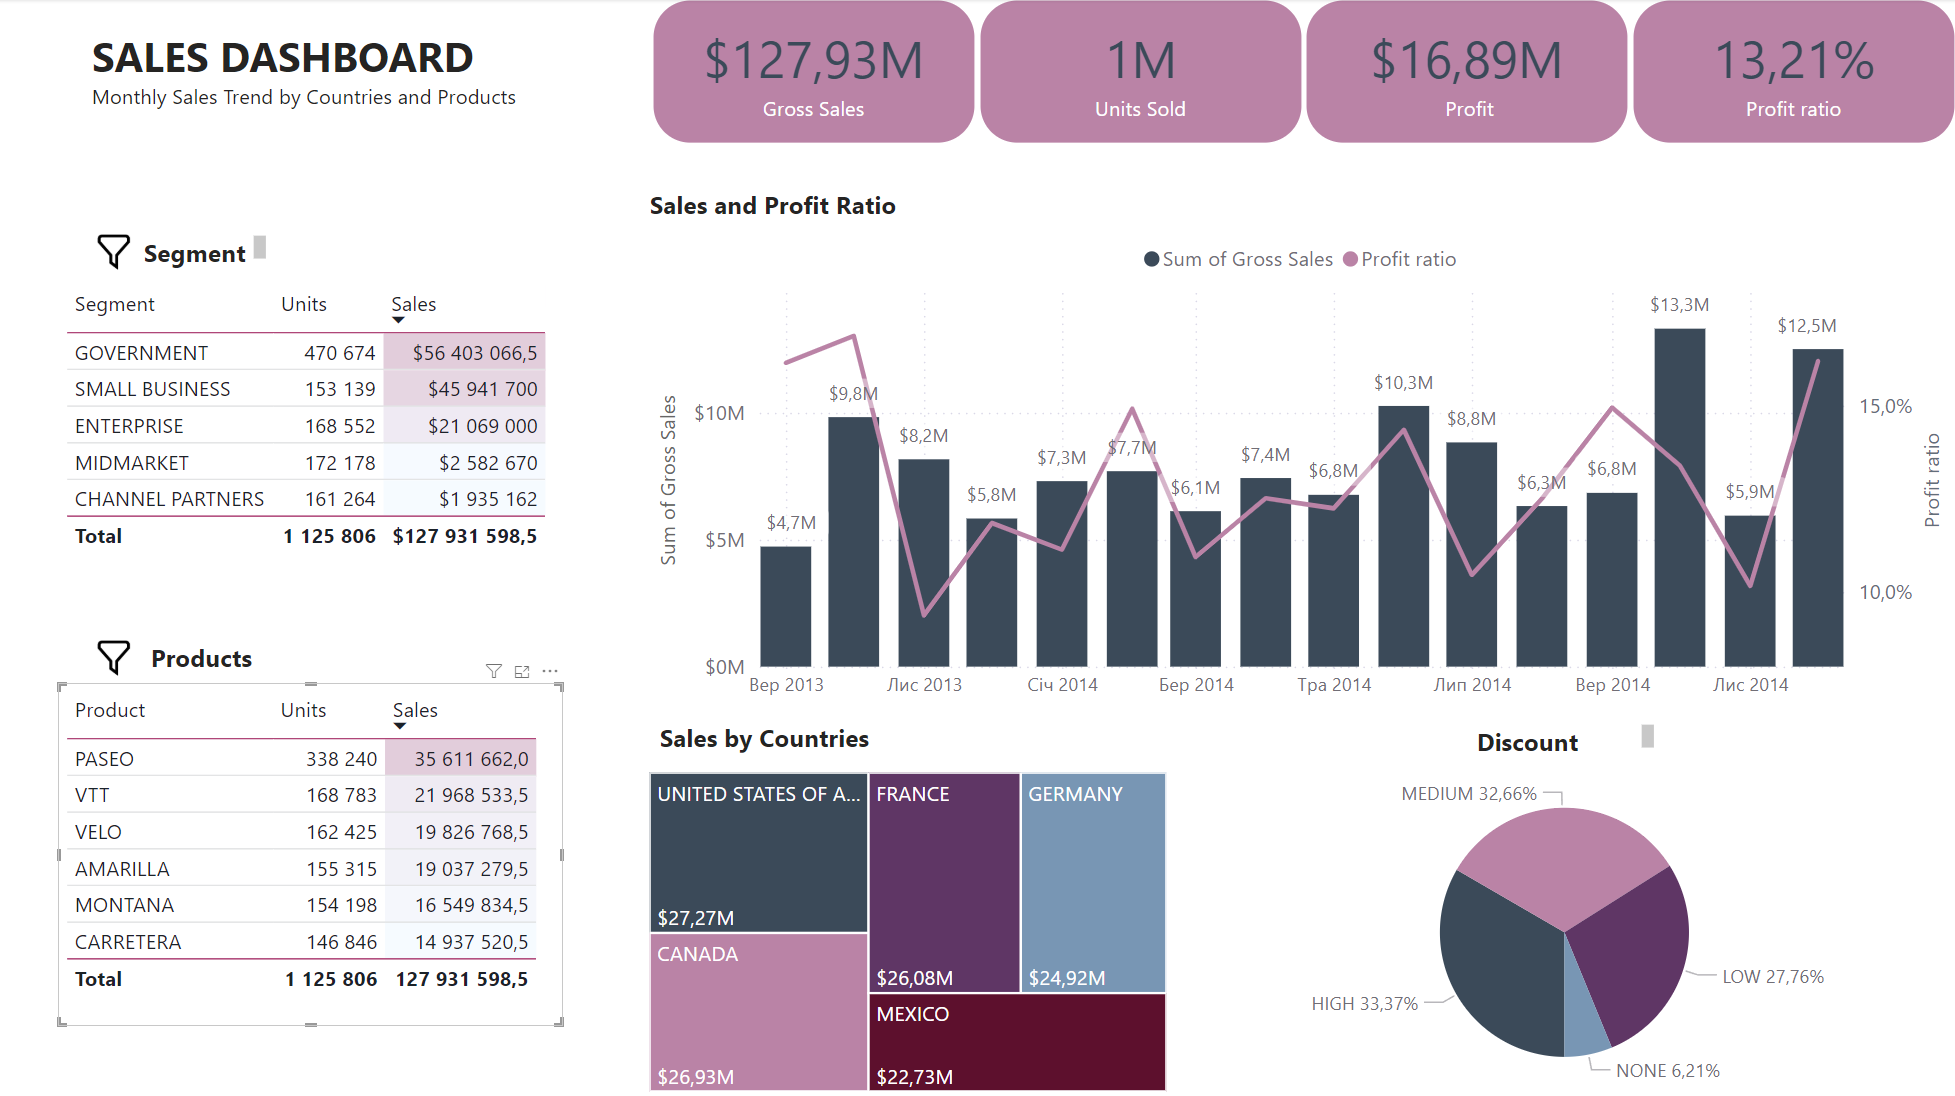 SALES DASHBOARD
Monthly Sales Trend by Countries and Products
$127,93M
Gross Sales
1M
Units Sold
$16,89M
Profit
13,21%
Profit ratio
Segment
Segment Units Sales
GOVERNMENT 470 674 $56 403 066,5
SMALL BUSINESS 153 139 $45 941 700
ENTERPRISE 168 552 $21 069 000
MIDMARKET 172 178 $2 582 670
CHANNEL PARTNERS 161 264 $1 935 162
Total 1 125 806 $127 931 598,5
Products
Product Units Sales
PASEO 338 240 35 611 662,0
VTT 168 783 21 968 533,5
VELO 162 425 19 826 768,5
AMARILLA 155 315 19 037 279,5
MONTANA 154 198 16 549 834,5
CARRETERA 146 846 14 937 520,5
Total 1 125 806 127 931 598,5
Sales and Profit Ratio
Sum of Gross Sales Profit ratio
Sum of Gross Sales
$10M
$5M
$0M
$4,7M
$9,8M
$8,2M
$5,8M
$7,3M
$7,7M
$6,1M
$7,4M
$6,8M
$10,3M
$8,8M
$6,3M
$6,8M
$13,3M
$5,9M
$12,5M
15,0%
10,0%
Profit ratio
Вер 2013 Лис 2013 Січ 2014 Бер 2014 Тра 2014 Лип 2014 Вер 2014 Лис 2014
Sales by Countries
UNITED STATES OF A...
$27,27M
CANADA
$26,93M
FRANCE
$26,08M
GERMANY
$24,92M
MEXICO
$22,73M
Discount
MEDIUM 32,66%
LOW 27,76%
HIGH 33,37%
NONE 6,21%